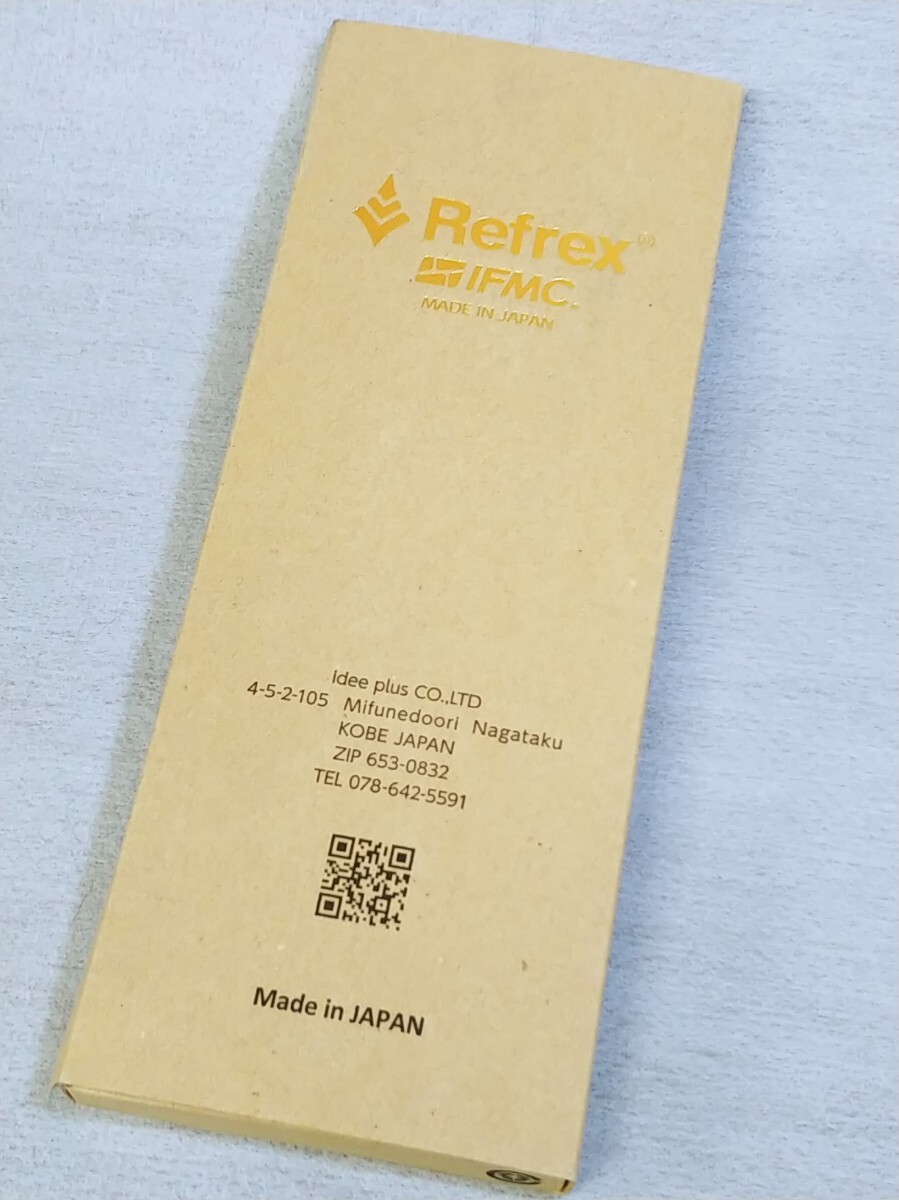 Refrex®
IFMC.
MADE IN JAPAN
Idee plus CO.,LTD
4-5-2-105 Mifunedoori Nagataku
KOBE JAPAN
ZIP 653-0832
TEL 078-642-5591
Made in JAPAN